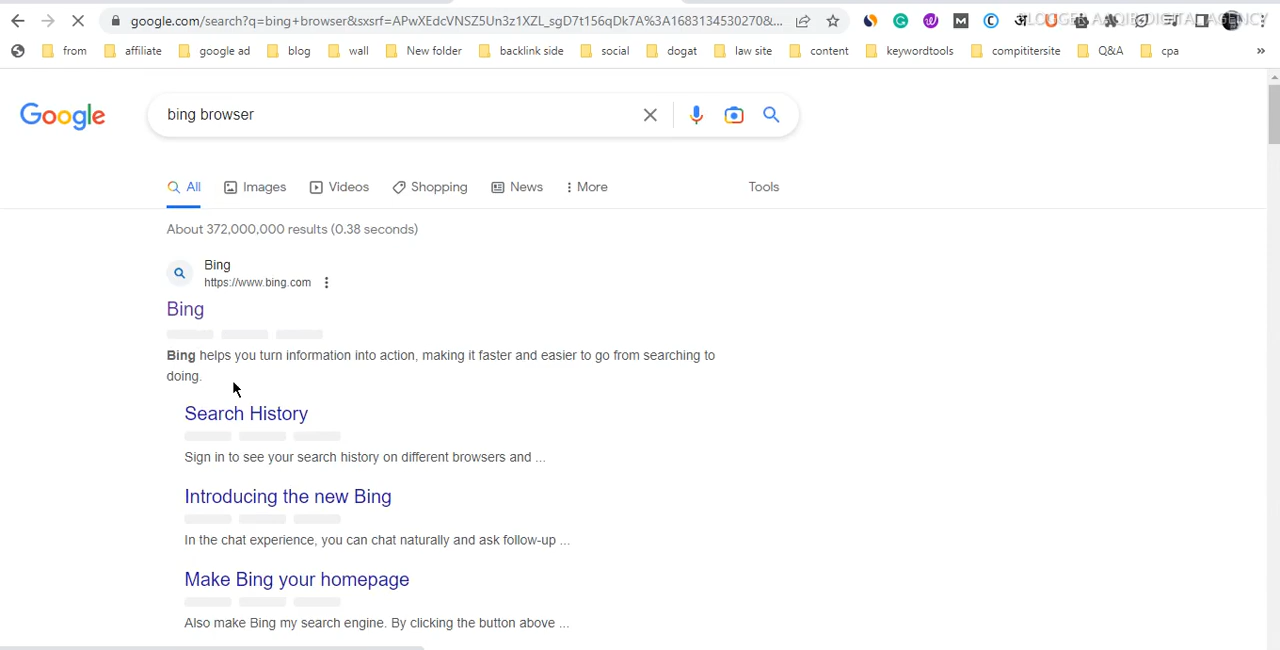 google.com/search?q=bing+browser&sxsrf=APwXEdcVNSZ5Un3z1XZL_sgD7t156qDk7A%3A1683134530270&...
BLOGGER AAQIB DIGITAL AGENCY
from affiliate google ad blog wall New folder backlink side social dogat law site content keywordtools compititersite Q&A cpa »
Google
bing browser
All Images Videos Shopping News More Tools
About 372,000,000 results (0.38 seconds)
Bing
https://www.bing.com
Bing
Bing helps you turn information into action, making it faster and easier to go from searching to
doing.
Search History
Sign in to see your search history on different browsers and ...
Introducing the new Bing
In the chat experience, you can chat naturally and ask follow-up ...
Make Bing your homepage
Also make Bing my search engine. By clicking the button above ...